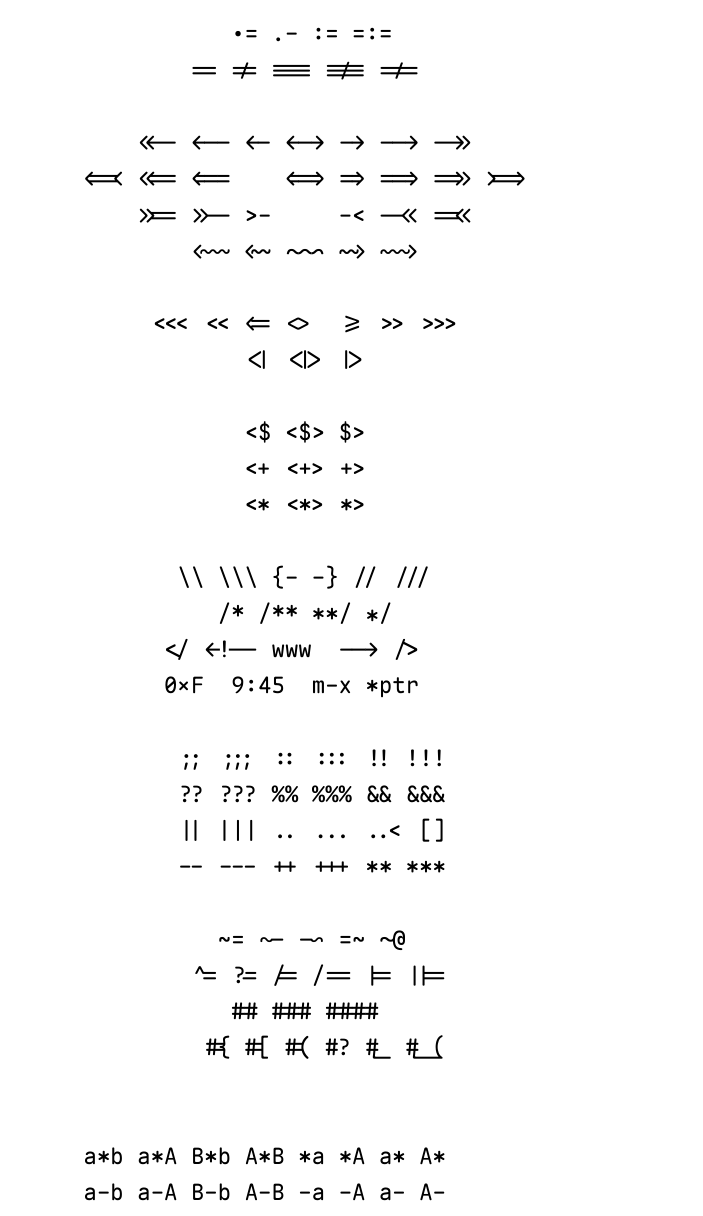 .= .- := =:=
== != === !== =/=
<<- <-- <- <-> -> --> ->>
<=< <<= <== <=> => ==> =>> >=>
>>= >>- >- -< -<< =<<
<~~ <~ ~~ ~> ~~>
<<< << <= <> >= >> >>>
<| <|> |>
<$ <$> $>
<+ <+> +>
<* <*> *>
\\ \\\ {- -} // ///
/* /** **/ */
</ <!-- www --> />
0xF 9:45 m-x *ptr
;; ;;; :: ::: !! !!!
?? ??? %% %%% && &&&
|| ||| .. ... ..< []
-- --- ++ +++ ** ***
~= ~- -~ =~ ~@
^= ?= /= /== |= ||=
## ### ####
#{ #[ #( #? #_ #_(
a*b a*A B*b A*B *a *A a* A*
a-b a-A B-b A-B -a -A a- A-